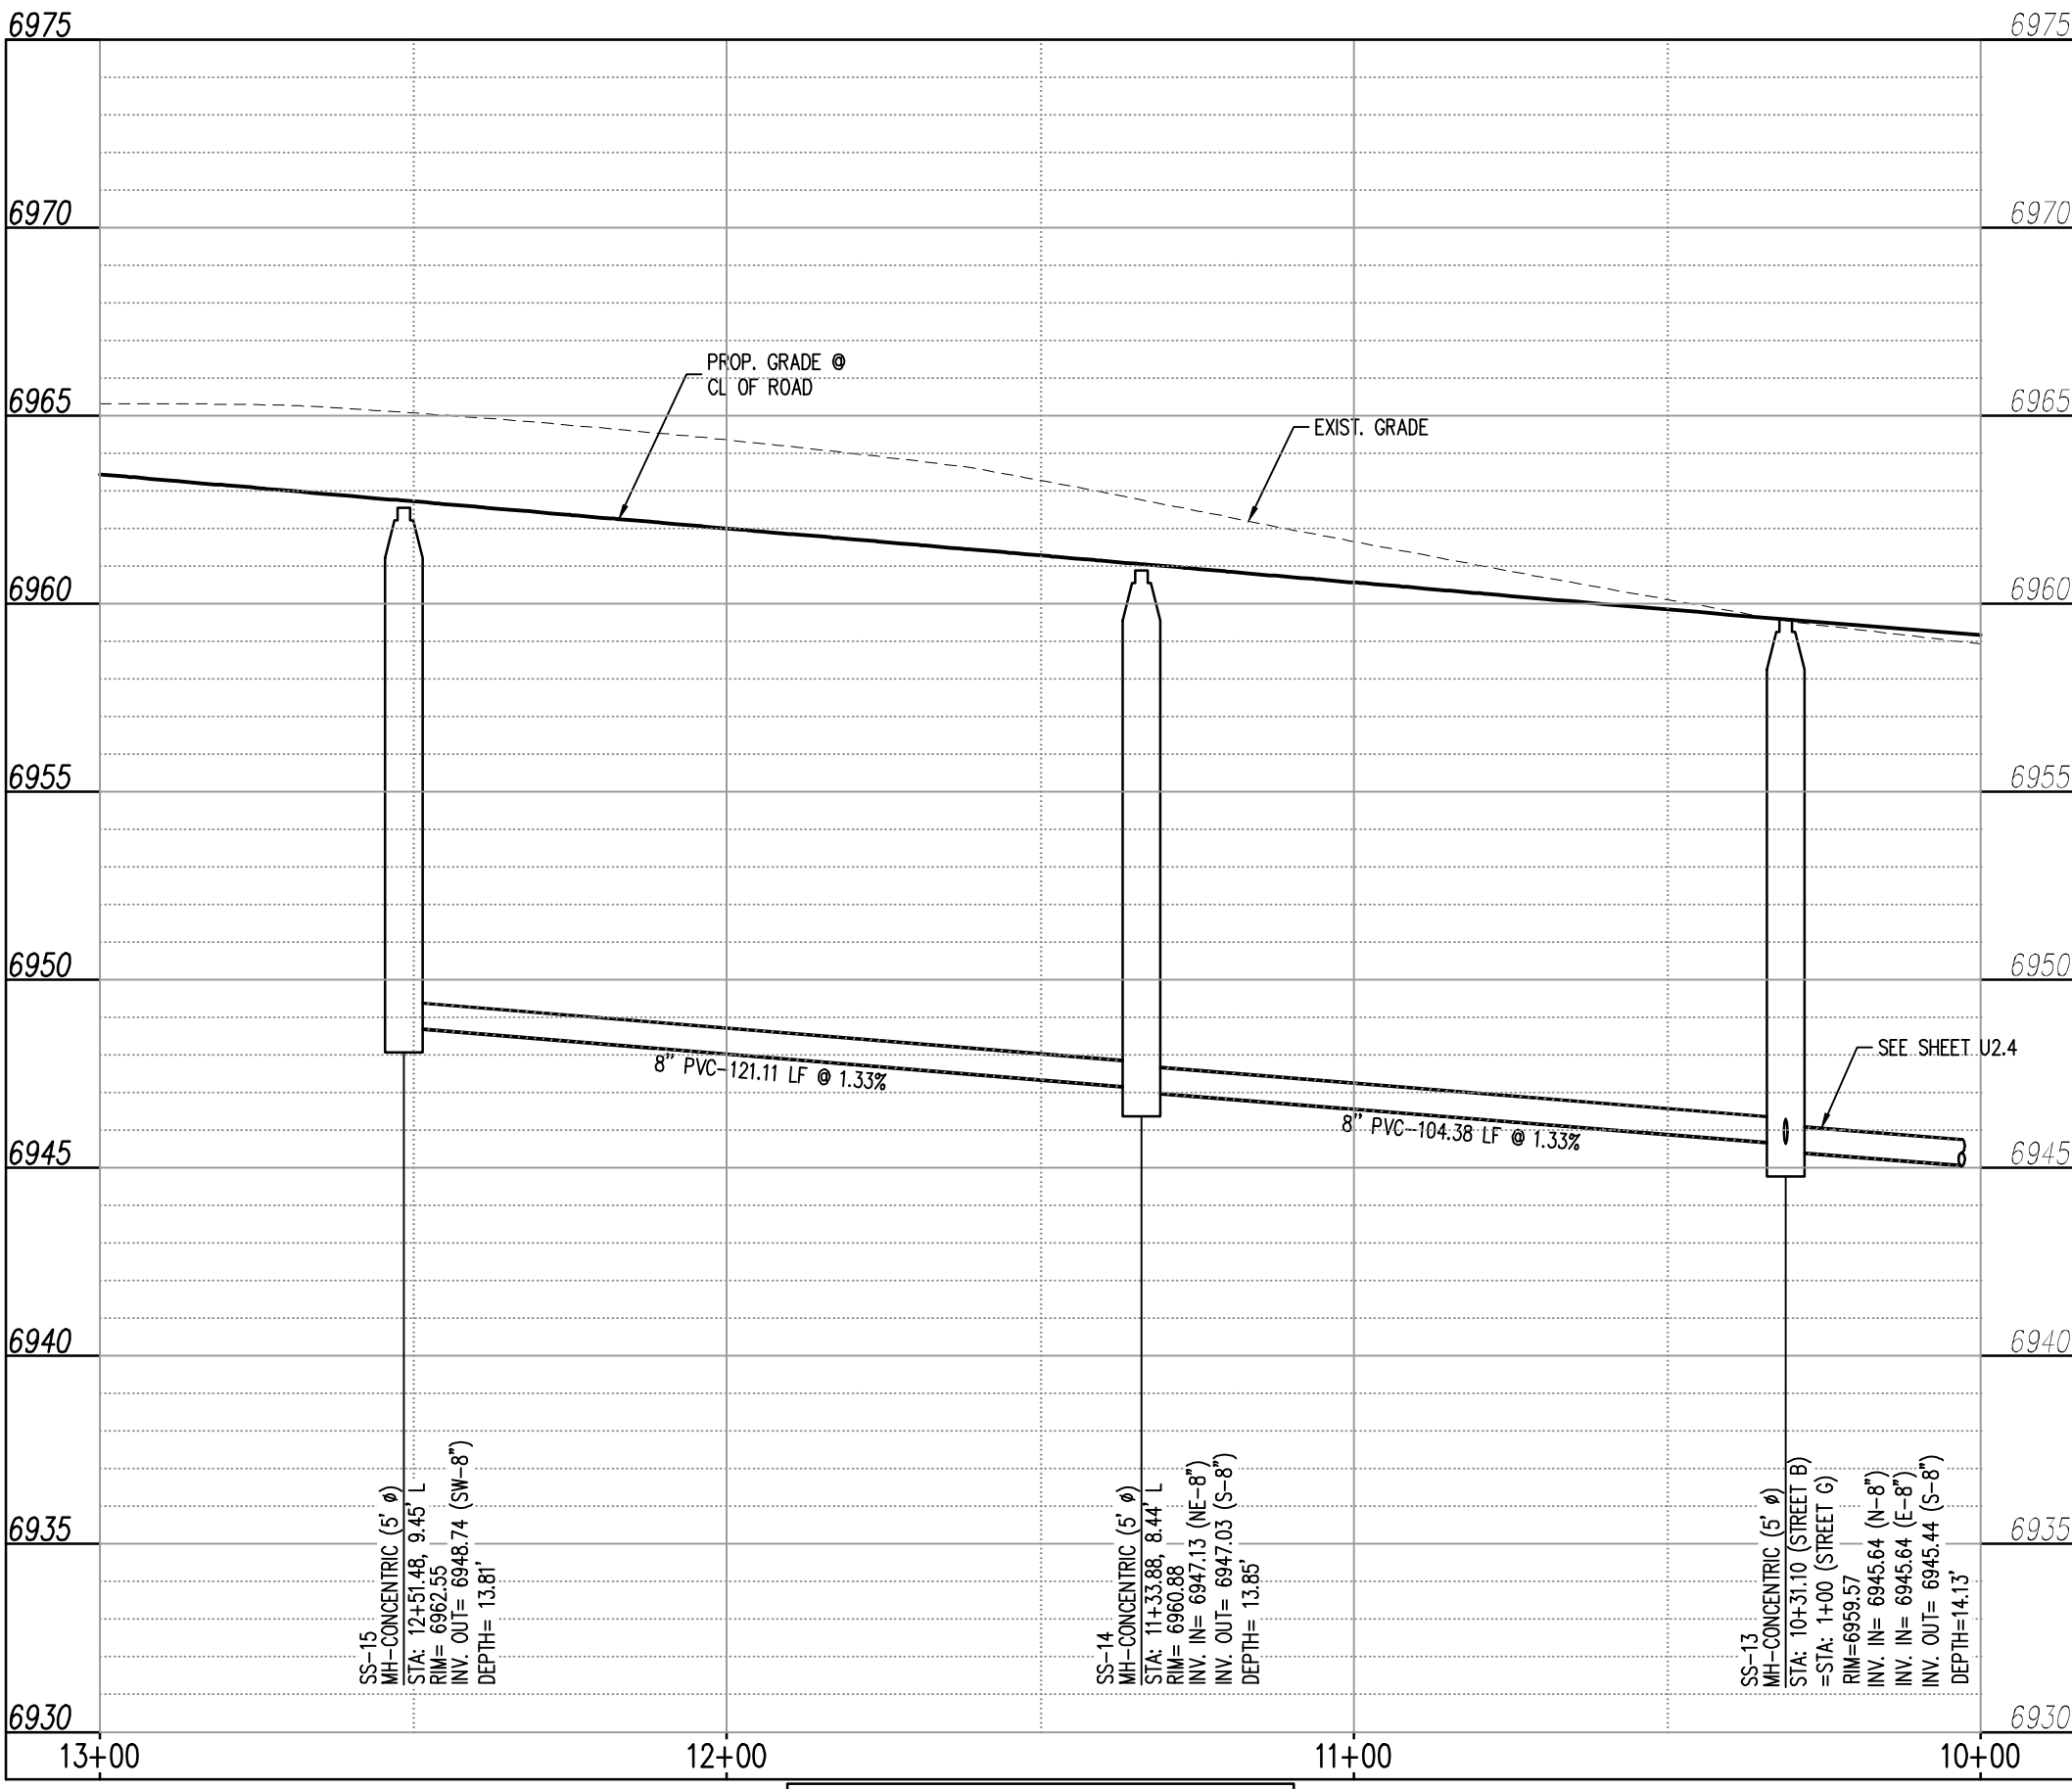 6975
6975
6970
6970
PROP. GRADE @
CL OF ROAD
6965
EXIST. GRADE
6965
6960
6960
6955
6955
6950
6950
8" PVC-121.11 LF @ 1.33%
SEE SHEET U2.4
8" PVC-104.38 LF @ 1.33%
6945
6945
6940
6940
6935
6935
SS-15
MH-CONCENTRIC (5' ø)
STA: 12+51.48, 9.45' L
RIM= 6962.55
INV. OUT= 6948.74 (SW-8")
DEPTH= 13.81'
SS-14
MH-CONCENTRIC (5' ø)
STA: 11+33.88, 8.44' L
RIM= 6960.88
INV. IN= 6947.13 (NE-8")
INV. OUT= 6947.03 (S-8")
DEPTH= 13.85'
SS-13
MH-CONCENTRIC (5' ø)
STA: 10+31.10 (STREET B)
=STA: 1+00 (STREET G)
RIM=6959.57
INV. IN= 6945.64 (N-8")
INV. IN= 6945.64 (E-8")
INV. OUT= 6945.44 (S-8")
DEPTH=14.13'
6930
6930
13+00
12+00
11+00
10+00